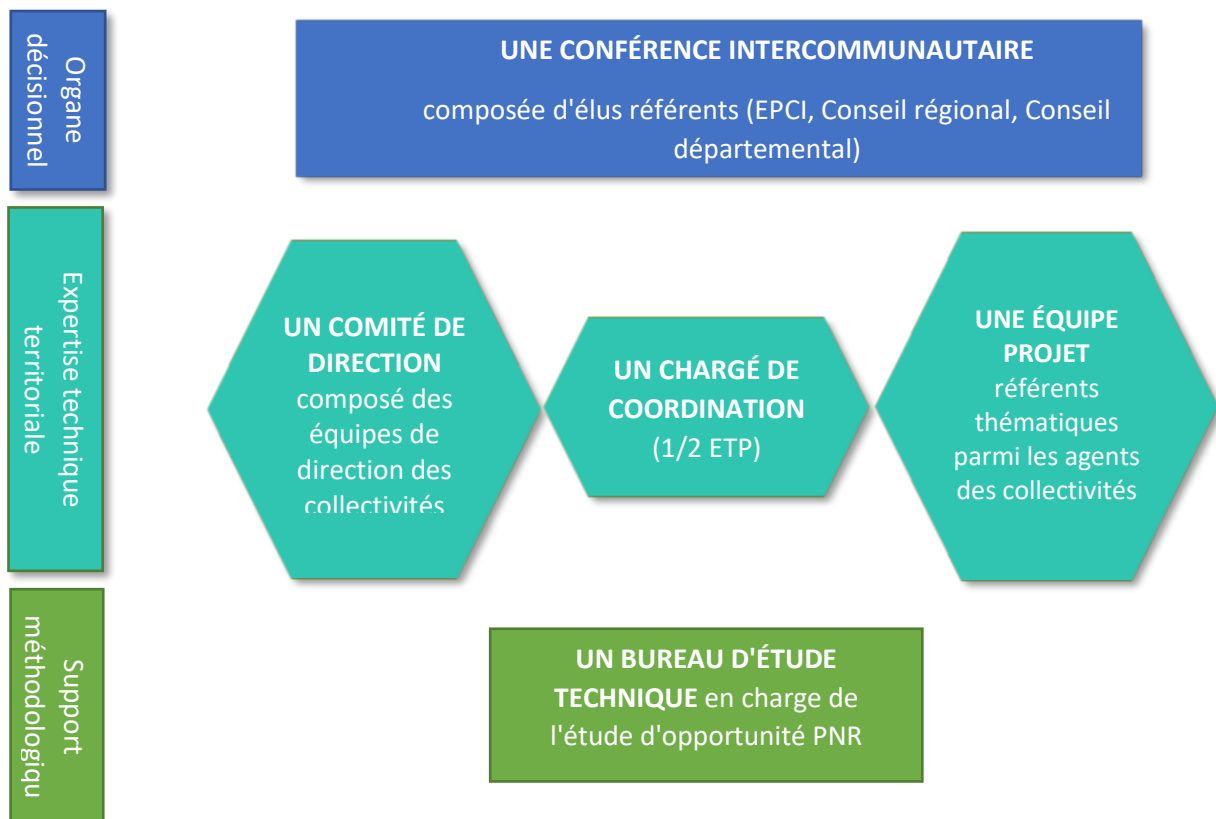 Organe
décisionnel
UNE CONFÉRENCE INTERCOMMUNAUTAIRE
composée d'élus référents (EPCI, Conseil régional, Conseil
départemental)
Expertise technique
territoriale
UN COMITÉ DE
DIRECTION
composé des
équipes de
direction des
collectivités
UN CHARGÉ DE
COORDINATION
(1/2 ETP)
UNE ÉQUIPE
PROJET
référents
thématiques
parmi les agents
des collectivités
Support
méthodologiqu
UN BUREAU D'ÉTUDE
TECHNIQUE en charge de
l'étude d'opportunité PNR